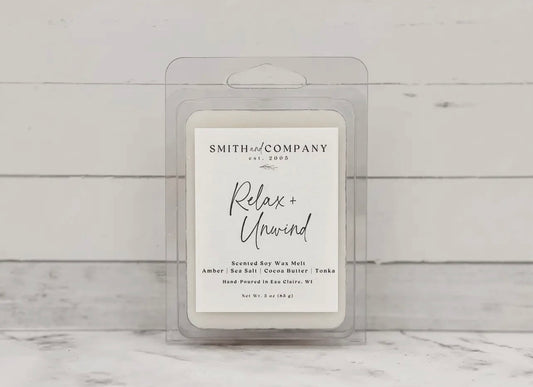 SMITH and COMPANY
est. 2005
Relax +
Unwind
Scented Soy Wax Melt
Amber | Sea Salt | Cocoa Butter | Tonka
Hand-Poured in Eau Claire, WI
Net Wt. 3 oz (85 g)